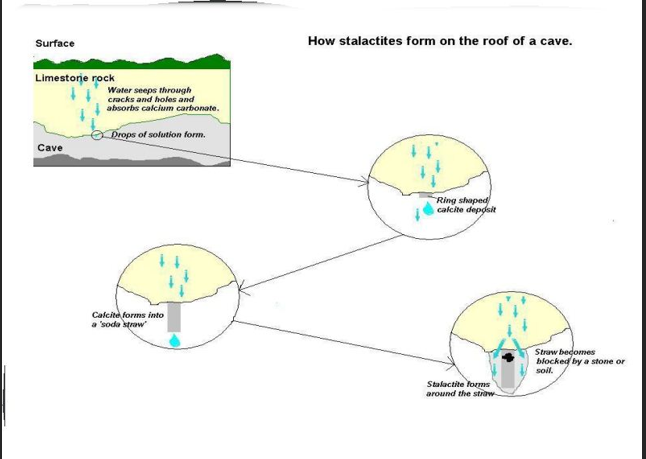 How stalactites form on the roof of a cave.
Surface
Limestone rock
Water seeps through
cracks and holes and
absorbs calcium carbonate.
Drops of solution form.
Cave
Ring shaped
calcite deposit
Calcite forms into
a 'soda straw'
Straw becomes
blocked by a stone or
soil.
Stalactite forms
around the straw